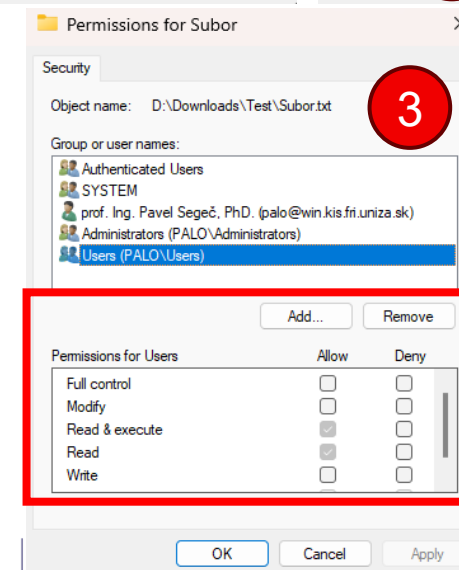 Permissions for Subor
Security
Object name: D:\Downloads\Test\Subor.txt
3
Group or user names:
Authenticated Users
SYSTEM
prof. Ing. Pavel Segeč, PhD. (palo@win.kis.fri.uniza.sk)
Administrators (PALO\Administrators)
Users (PALO\Users)
Add... Remove
Permissions for Users Allow Deny
Full control
Modify
Read & execute
Read
Write
OK Cancel Apply